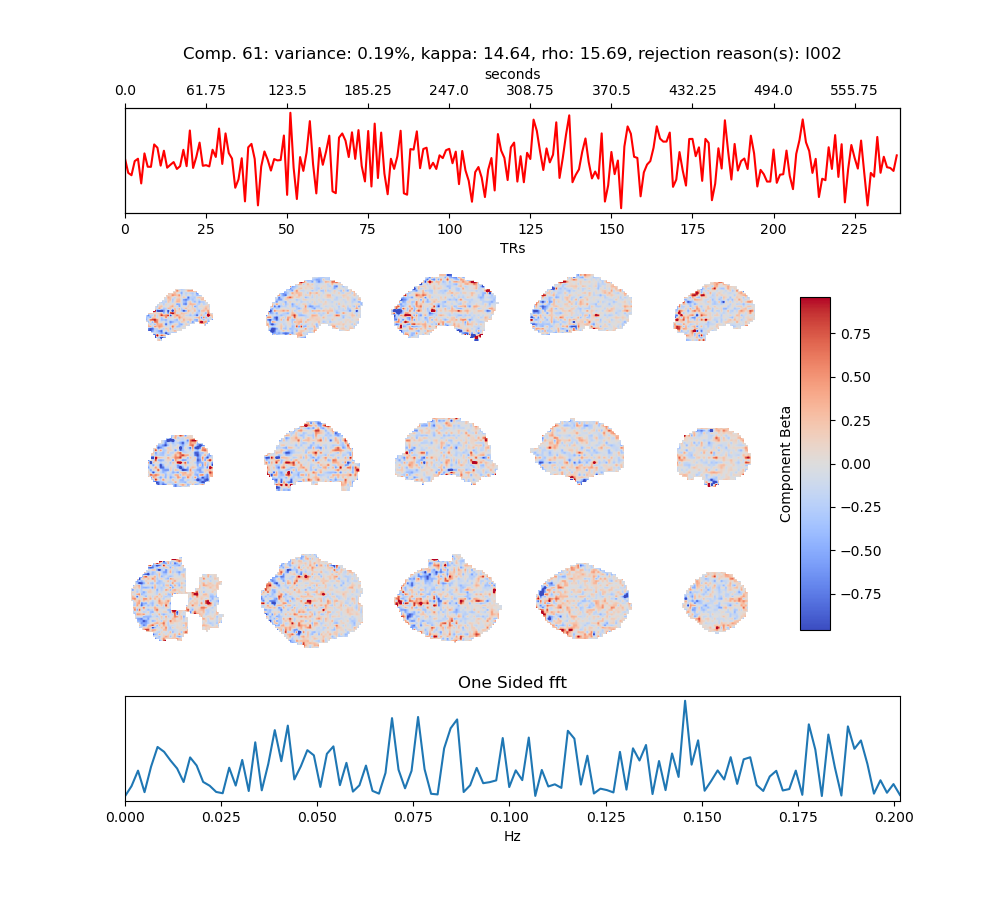 Comp. 61: variance: 0.19%, kappa: 14.64, rho: 15.69, rejection reason(s): I002
seconds
0.0 61.75 123.5 185.25 247.0 308.75 370.5 432.25 494.0 555.75
0 25 50 75 100 125 150 175 200 225
TRs
0.75
0.50
0.25
0.00
−0.25
−0.50
−0.75
Component Beta
One Sided fft
0.000 0.025 0.050 0.075 0.100 0.125 0.150 0.175 0.200
Hz